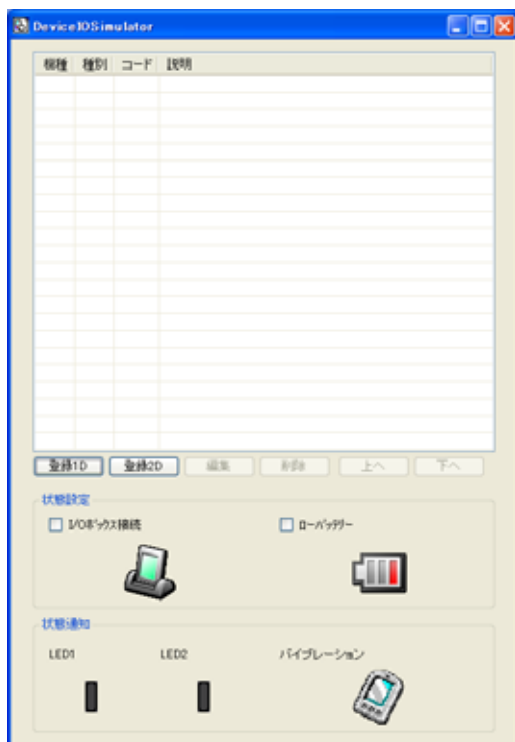 DeviceIOSimulator
機種 種別 コード 説明
登録1D 登録2D 編集 削除 上へ 下へ
状態設定
I/Oボックス接続 ローバッテリー
状態通知
LED1 LED2 バイブレーション